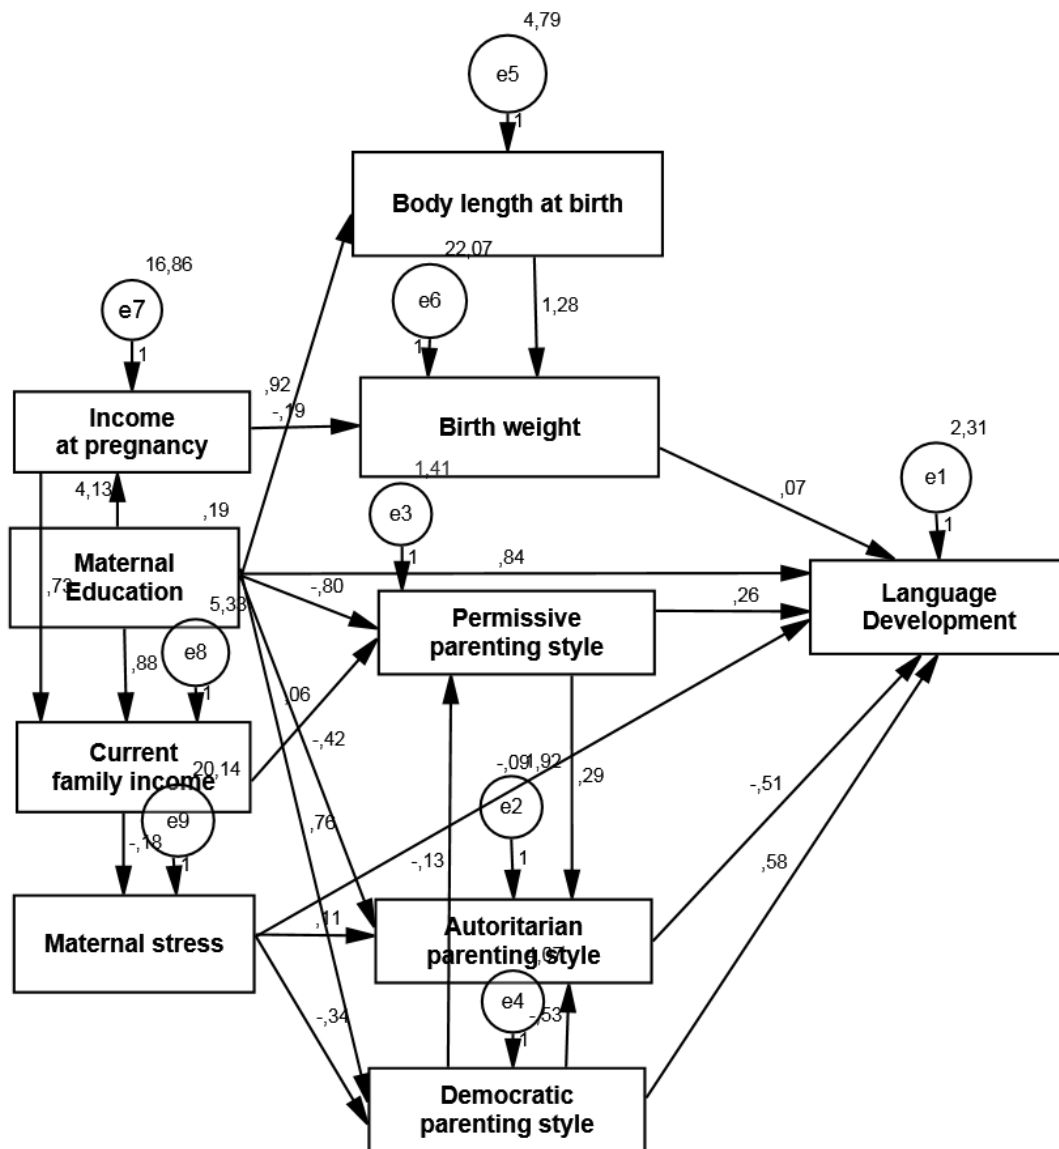 4,79
e5
1
Body length at birth
22,07
16,86
e6
e7
1,28
1
1
,92
-,19
Income
at pregnancy
Birth weight
1,41
2,31
4,13
,19
e3
,07
e1
1
1
Maternal
Education
,84
,73
-,80
Language
Development
5,33
Permissive
parenting style
,26
e8
,88
1
,06
-,42
Current
family income
20,14
-,09
1,92
,29
-,51
e2
e9
,76
-,18
-,13
1
1
,58
Maternal stress
,11
Autoritarian
parenting style
4,07
e4
-,34
-,53
1
Democratic
parenting style